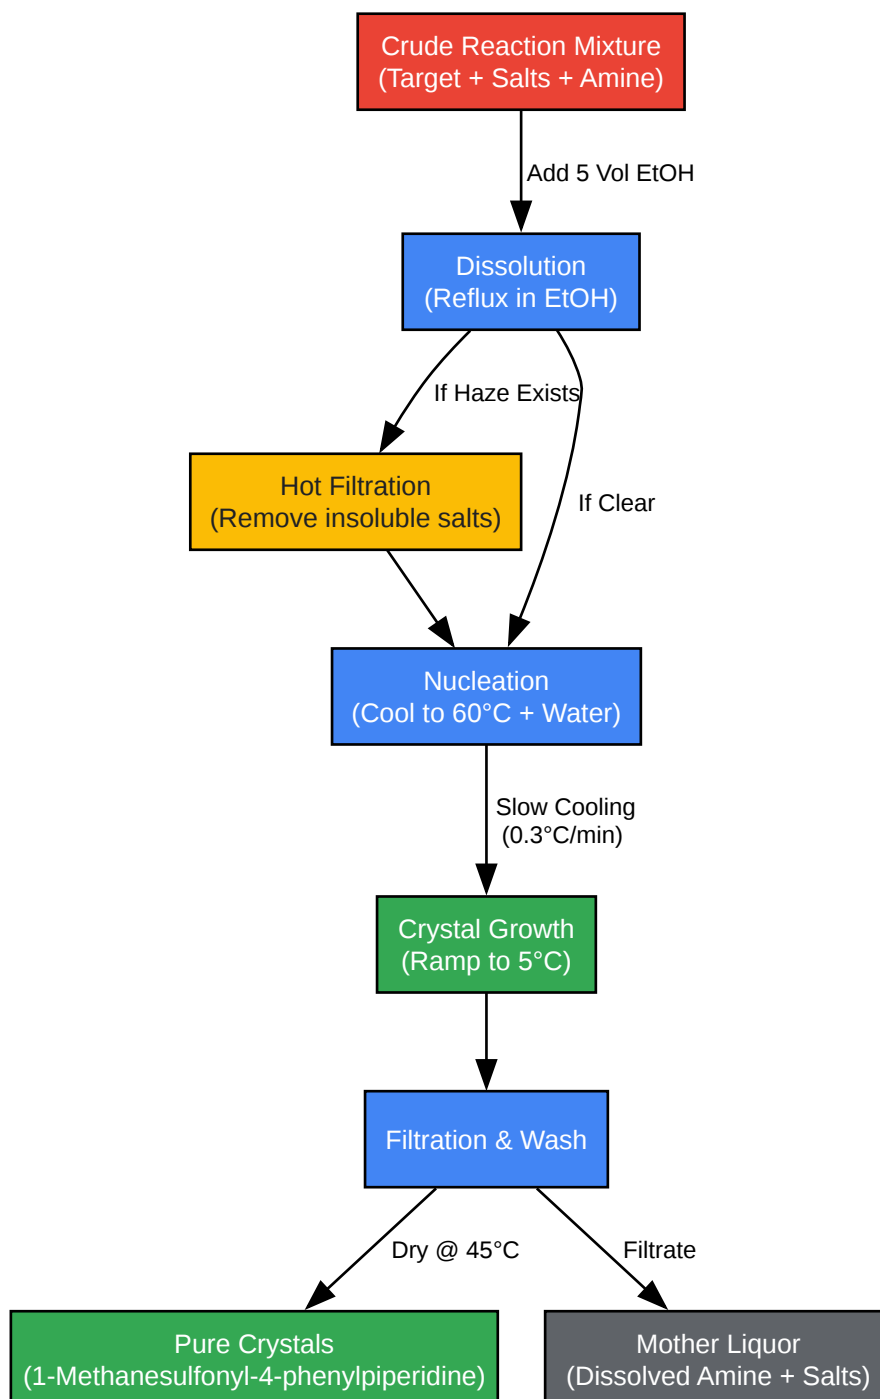 Crude Reaction Mixture
(Target + Salts + Amine)
Add 5 Vol EtOH
Dissolution
(Reflux in EtOH)
If Haze Exists
Hot Filtration
(Remove insoluble salts)
If Clear
Nucleation
(Cool to 60°C + Water)
Slow Cooling
(0.3°C/min)
Crystal Growth
(Ramp to 5°C)
Filtration & Wash
Dry @ 45°C
Filtrate
Pure Crystals
(1-Methanesulfonyl-4-phenylpiperidine)
Mother Liquor
(Dissolved Amine + Salts)